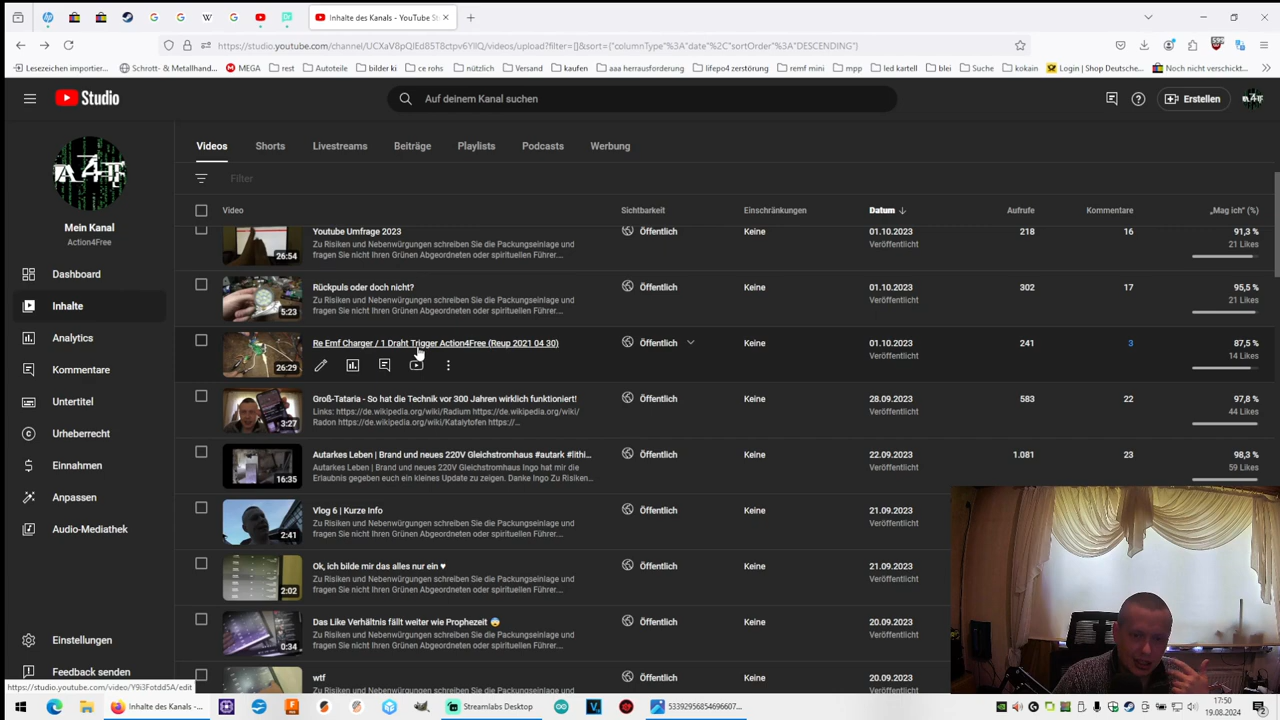 Inhalte des Kanals - YouTube St
https://studio.youtube.com/channel/UCXaV8pQIEd85T8ctpv6YIlQ/videos/upload?filter=[]&sort={"columnType"%3A"date"%2C"sortOrder"%3A"DESCENDING"}
Lesezeichen importier... Schrott- & Metallhand... MEGA rest Autoteile bilder ki ce rohs nützlich Versand kaufen aaa herrausforderung lifepo4 zerstörung remf mini mpp led kartell blei Suche kokain Login | Shop Deutsche... Noch nicht verschickt...
Studio
Auf deinem Kanal suchen
Erstellen
A4F
Mein Kanal
Action4Free
Dashboard
Inhalte
Analytics
Kommentare
Untertitel
Urheberrecht
Einnahmen
Anpassen
Audio-Mediathek
Einstellungen
Feedback senden
Videos Shorts Livestreams Beiträge Playlists Podcasts Werbung
Filter
Video Sichtbarkeit Einschränkungen Datum Aufrufe Kommentare „Mag ich“ (%)
Youtube Umfrage 2023 Öffentlich Keine 01.10.2023 218 16 91,3 %
Zu Risiken und Nebenwürgungen schreiben Sie die Packungseinlage und Veröffentlicht 21 Likes
fragen Sie nicht Ihren Grünen Abgeordneten oder spirituellen Führer....
26:54
Rückpuls oder doch nicht? Öffentlich Keine 01.10.2023 302 17 95,5 %
Zu Risiken und Nebenwürgungen schreiben Sie die Packungseinlage und Veröffentlicht 21 Likes
fragen Sie nicht Ihren Grünen Abgeordneten oder spirituellen Führer....
5:23
Re Emf Charger / 1 Draht Trigger Action4Free (Reup 2021 04 30) Öffentlich Keine 01.10.2023 241 3 87,5 %
Veröffentlicht 14 Likes
26:29
Groß-Tataria - So hat die Technik vor 300 Jahren wirklich funktioniert! Öffentlich Keine 28.09.2023 583 22 97,8 %
Links: https://de.wikipedia.org/wiki/Radium https://de.wikipedia.org/wiki/ Veröffentlicht 44 Likes
Radon https://de.wikipedia.org/wiki/Katalytofen https://...
3:27
Autarkes Leben | Brand und neues 220V Gleichstromhaus #autark #lithi... Öffentlich Keine 22.09.2023 1.081 23 98,3 %
Autarkes Leben | Brand und neues 220V Gleichstromhaus Ingo hat mir die Veröffentlicht 59 Likes
Erlaubnis gegeben euch ein kleines Update zu zeigen. Danke Ingo Zu Risiken...
16:35
Vlog 6 | Kurze Info Öffentlich Keine 21.09.2023
Zu Risiken und Nebenwürgungen schreiben Sie die Packungseinlage und Veröffentlicht
fragen Sie nicht Ihren Grünen Abgeordneten oder spirituellen Führer....
2:41
Ok, ich bilde mir das alles nur ein ♥ Öffentlich Keine 21.09.2023
Zu Risiken und Nebenwürgungen schreiben Sie die Packungseinlage und Veröffentlicht
fragen Sie nicht Ihren Grünen Abgeordneten oder spirituellen Führer....
2:02
Das Like Verhältnis fällt weiter wie Prophezeit 😨 Öffentlich Keine 20.09.2023
Zu Risiken und Nebenwürgungen schreiben Sie die Packungseinlage und Veröffentlicht
fragen Sie nicht Ihren Grünen Abgeordneten oder spirituellen Führer....
0:34
wtf Öffentlich Keine 20.09.2023
https://studio.youtube.com/video/Y9i3Fotdd5A/edit
Inhalte des Kanals -... Streamlabs Desktop 53392956854696607...
17:50
19.08.2024